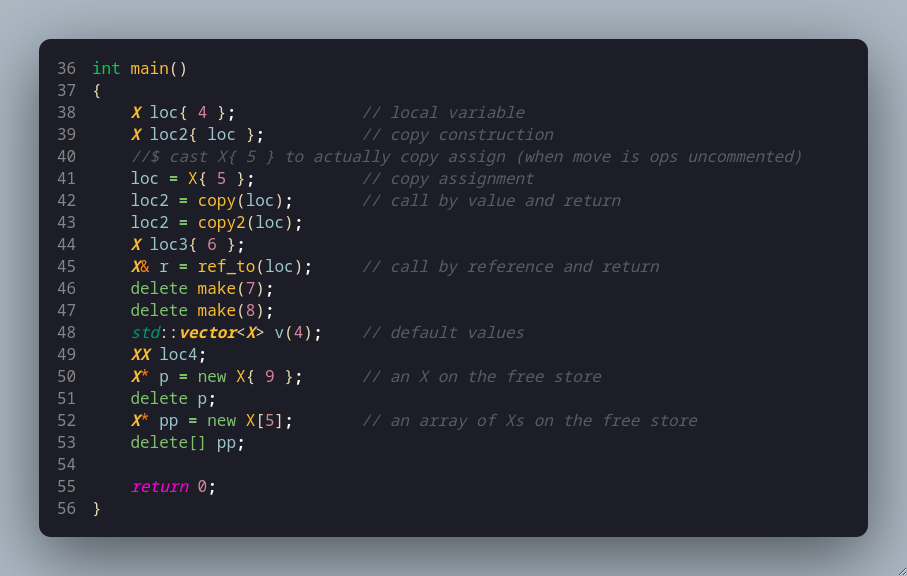 36 int main()
37 {
38     X loc{ 4 };             // local variable
39     X loc2{ loc };          // copy construction
40     //$ cast X{ 5 } to actually copy assign (when move is ops uncommented)
41     loc = X{ 5 };           // copy assignment
42     loc2 = copy(loc);       // call by value and return
43     loc2 = copy2(loc);
44     X loc3{ 6 };
45     X& r = ref_to(loc);     // call by reference and return
46     delete make(7);
47     delete make(8);
48     std::vector<X> v(4);    // default values
49     XX loc4;
50     X* p = new X{ 9 };      // an X on the free store
51     delete p;
52     X* pp = new X[5];       // an array of Xs on the free store
53     delete[] pp;
54
55     return 0;
56 }